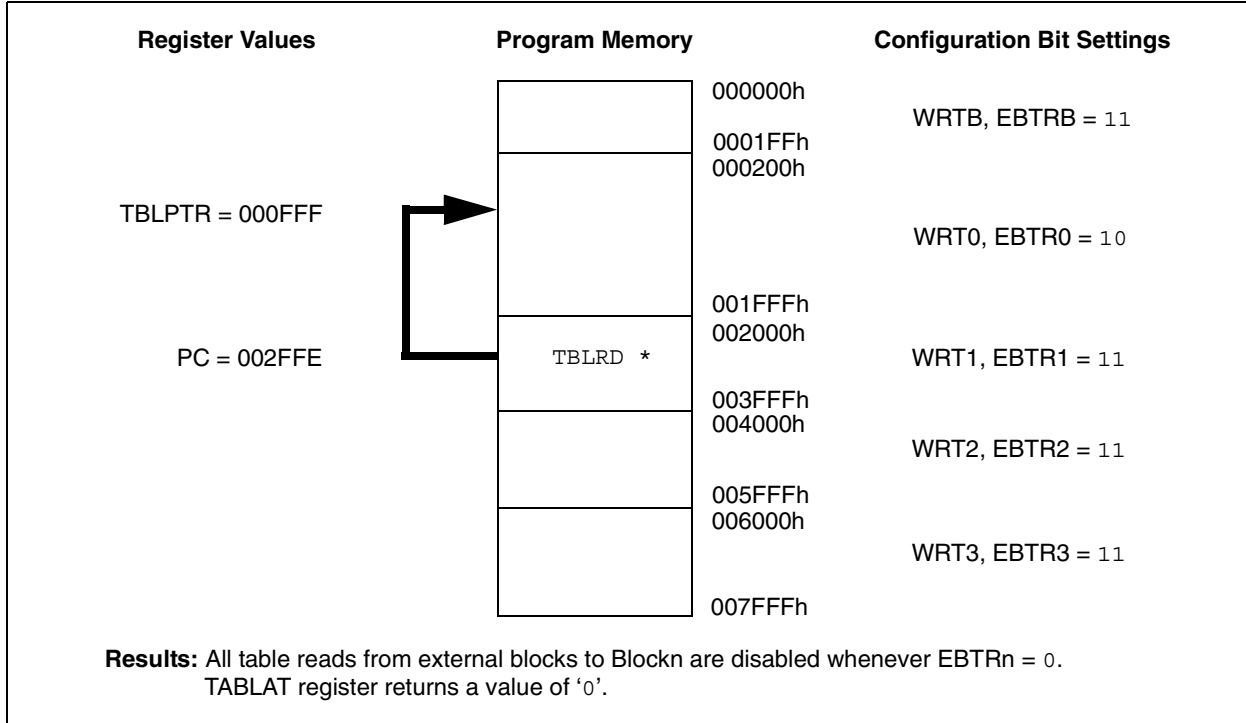 Register Values
Program Memory
Configuration Bit Settings
000000h
WRTB, EBTRB = 11
0001FFh
000200h
TBLPTR = 000FFF
WRT0, EBTR0 = 10
001FFFh
002000h
PC = 002FFE
TBLRD *
WRT1, EBTR1 = 11
003FFFh
004000h
WRT2, EBTR2 = 11
005FFFh
006000h
WRT3, EBTR3 = 11
007FFFh
Results: All table reads from external blocks to Blockn are disabled whenever EBTRn = 0.
TABLAT register returns a value of ‘0’.